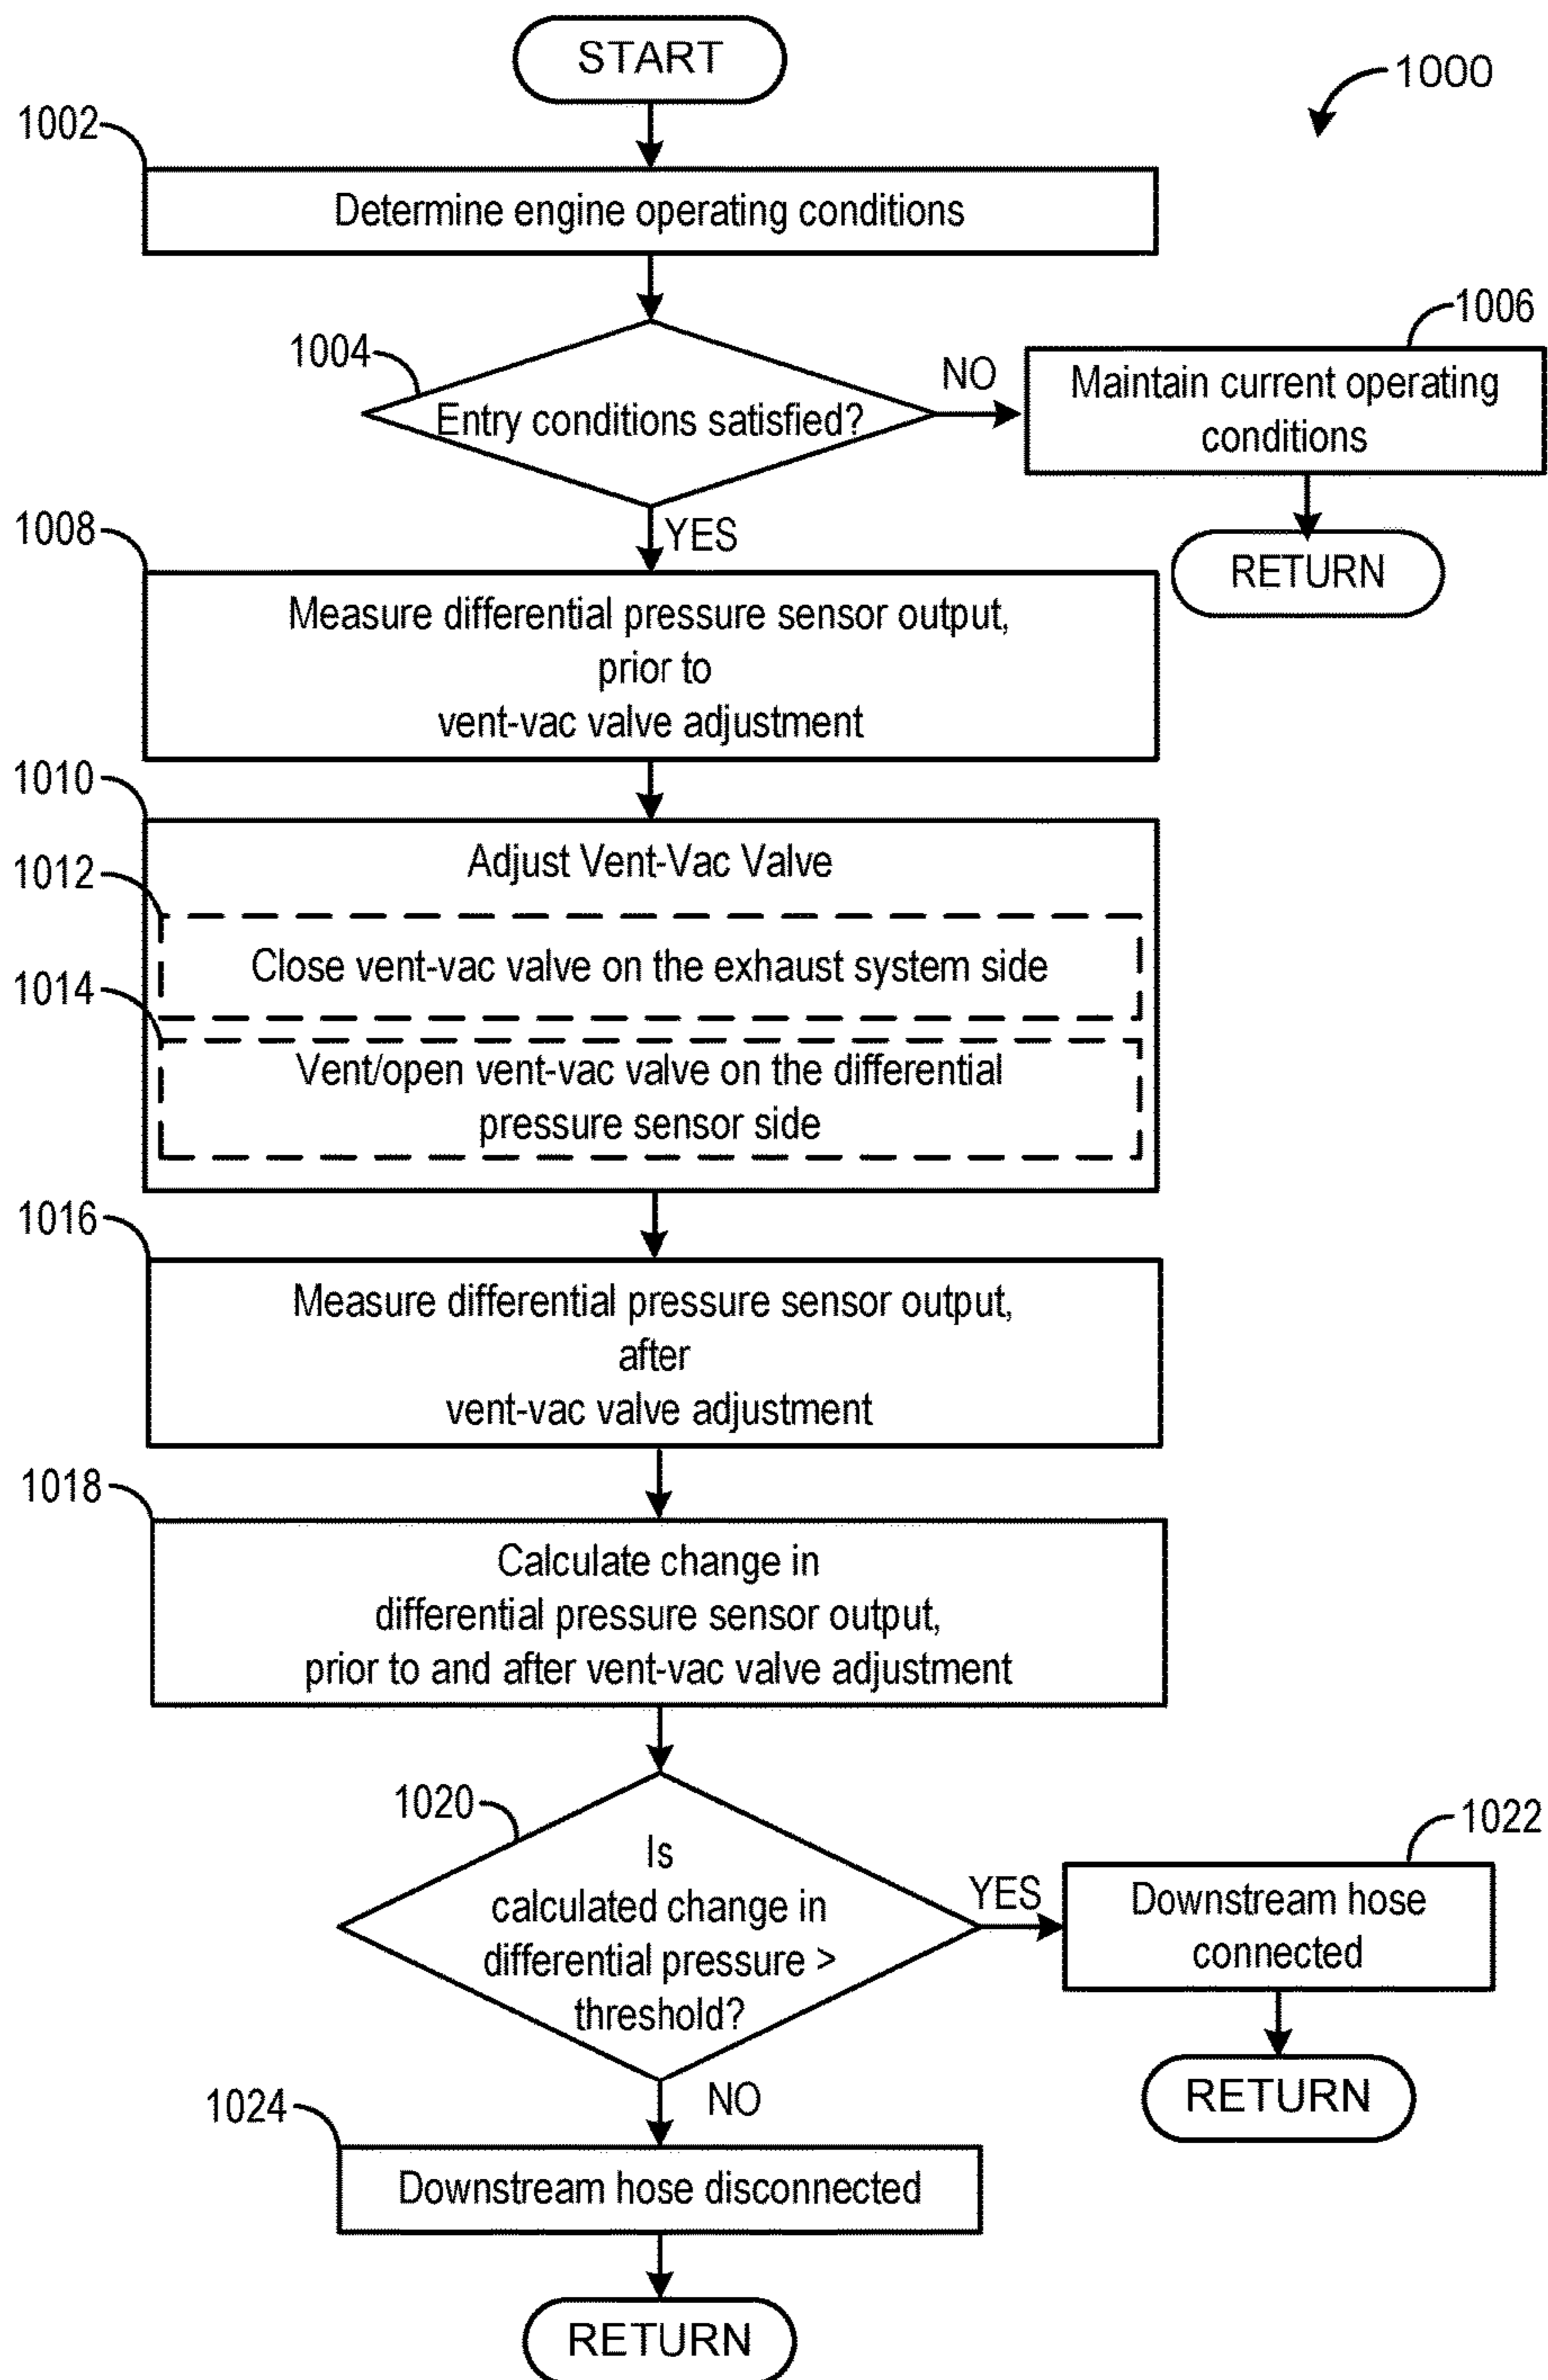 START
1000
1002
Determine engine operating conditions
1004
Entry conditions satisfied?
NO
1006
Maintain current operating
conditions
RETURN
YES
1008
Measure differential pressure sensor output,
prior to
vent-vac valve adjustment
1010
Adjust Vent-Vac Valve
1012
Close vent-vac valve on the exhaust system side
1014
Vent/open vent-vac valve on the differential
pressure sensor side
1016
Measure differential pressure sensor output,
after
vent-vac valve adjustment
1018
Calculate change in
differential pressure sensor output,
prior to and after vent-vac valve adjustment
1020
Is
calculated change in
differential pressure >
threshold?
YES
1022
Downstream hose
connected
RETURN
NO
1024
Downstream hose disconnected
RETURN